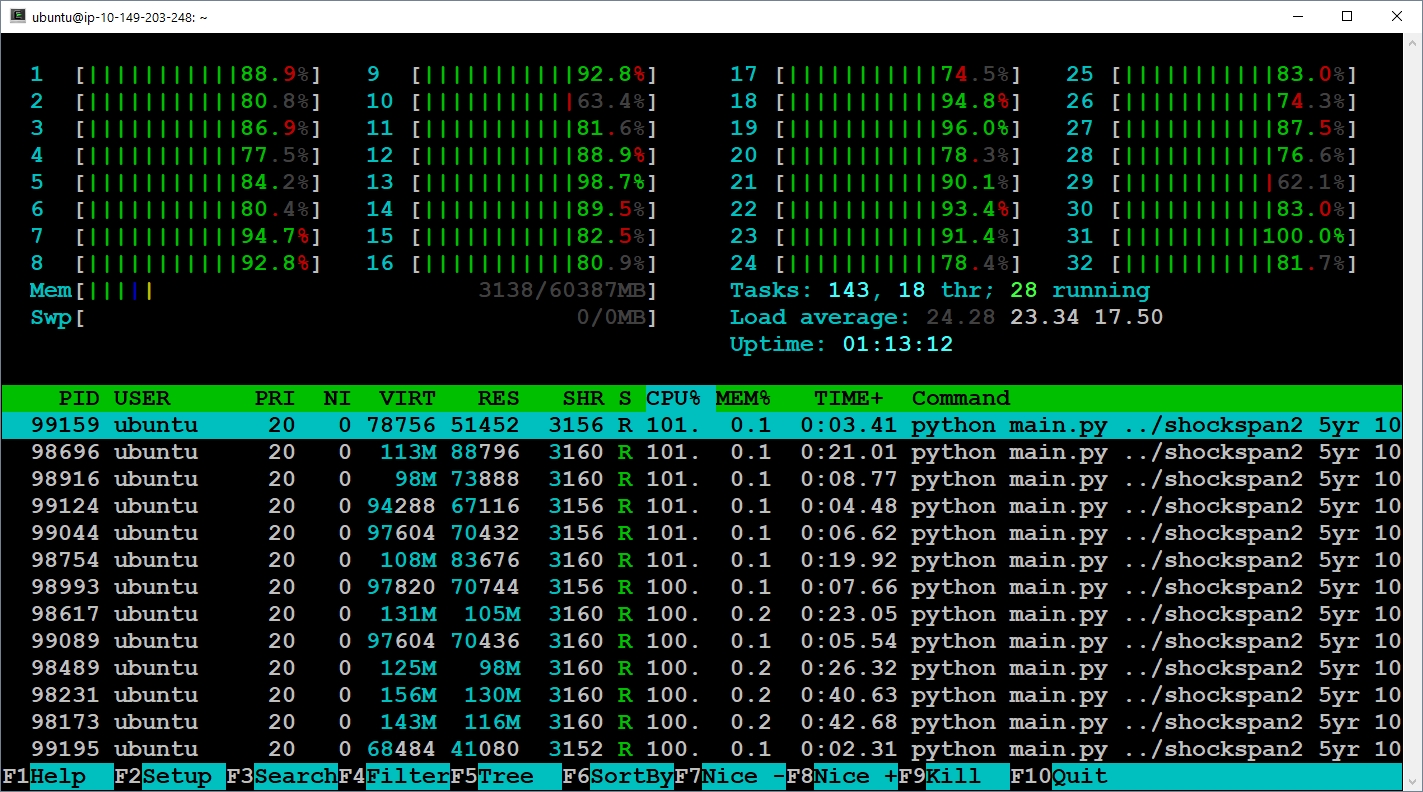 ubuntu@ip-10-149-203-248: ~
1 [|||||||||||88.9%] 9 [|||||||||||92.8%] 17 [|||||||||||74.5%] 25 [|||||||||||83.0%]
2 [|||||||||||80.8%] 10 [|||||||||||63.4%] 18 [|||||||||||94.8%] 26 [|||||||||||74.3%]
3 [|||||||||||86.9%] 11 [|||||||||||81.6%] 19 [|||||||||||96.0%] 27 [|||||||||||87.5%]
4 [|||||||||||77.5%] 12 [|||||||||||88.9%] 20 [|||||||||||78.3%] 28 [|||||||||||76.6%]
5 [|||||||||||84.2%] 13 [|||||||||||98.7%] 21 [|||||||||||90.1%] 29 [|||||||||||62.1%]
6 [|||||||||||80.4%] 14 [|||||||||||89.5%] 22 [|||||||||||93.4%] 30 [|||||||||||83.0%]
7 [|||||||||||94.7%] 15 [|||||||||||82.5%] 23 [|||||||||||91.4%] 31 [||||||||||100.0%]
8 [|||||||||||92.8%] 16 [|||||||||||80.9%] 24 [|||||||||||78.4%] 32 [|||||||||||81.7%]
Mem[||||| 3138/60387MB] Tasks: 143, 18 thr; 28 running
Swp[ 0/0MB] Load average: 24.28 23.34 17.50
Uptime: 01:13:12
PID USER PRI NI VIRT RES SHR S CPU% MEM% TIME+ Command
99159 ubuntu 20 0 78756 51452 3156 R 101. 0.1 0:03.41 python main.py ../shockspan2 5yr 10
98696 ubuntu 20 0 113M 88796 3160 R 101. 0.1 0:21.01 python main.py ../shockspan2 5yr 10
98916 ubuntu 20 0 98M 73888 3160 R 101. 0.1 0:08.77 python main.py ../shockspan2 5yr 10
99124 ubuntu 20 0 94288 67116 3156 R 101. 0.1 0:04.48 python main.py ../shockspan2 5yr 10
99044 ubuntu 20 0 97604 70432 3156 R 101. 0.1 0:06.62 python main.py ../shockspan2 5yr 10
98754 ubuntu 20 0 108M 83676 3160 R 101. 0.1 0:19.92 python main.py ../shockspan2 5yr 10
98993 ubuntu 20 0 97820 70744 3156 R 100. 0.1 0:07.66 python main.py ../shockspan2 5yr 10
98617 ubuntu 20 0 131M 105M 3160 R 100. 0.2 0:23.05 python main.py ../shockspan2 5yr 10
99089 ubuntu 20 0 97604 70436 3160 R 100. 0.1 0:05.54 python main.py ../shockspan2 5yr 10
98489 ubuntu 20 0 125M 98M 3160 R 100. 0.2 0:26.32 python main.py ../shockspan2 5yr 10
98231 ubuntu 20 0 156M 130M 3160 R 100. 0.2 0:40.63 python main.py ../shockspan2 5yr 10
98173 ubuntu 20 0 143M 116M 3160 R 100. 0.2 0:42.68 python main.py ../shockspan2 5yr 10
99195 ubuntu 20 0 68484 41080 3152 R 100. 0.1 0:02.31 python main.py ../shockspan2 5yr 10
F1Help F2Setup F3SearchF4FilterF5Tree F6SortByF7Nice -F8Nice +F9Kill F10Quit